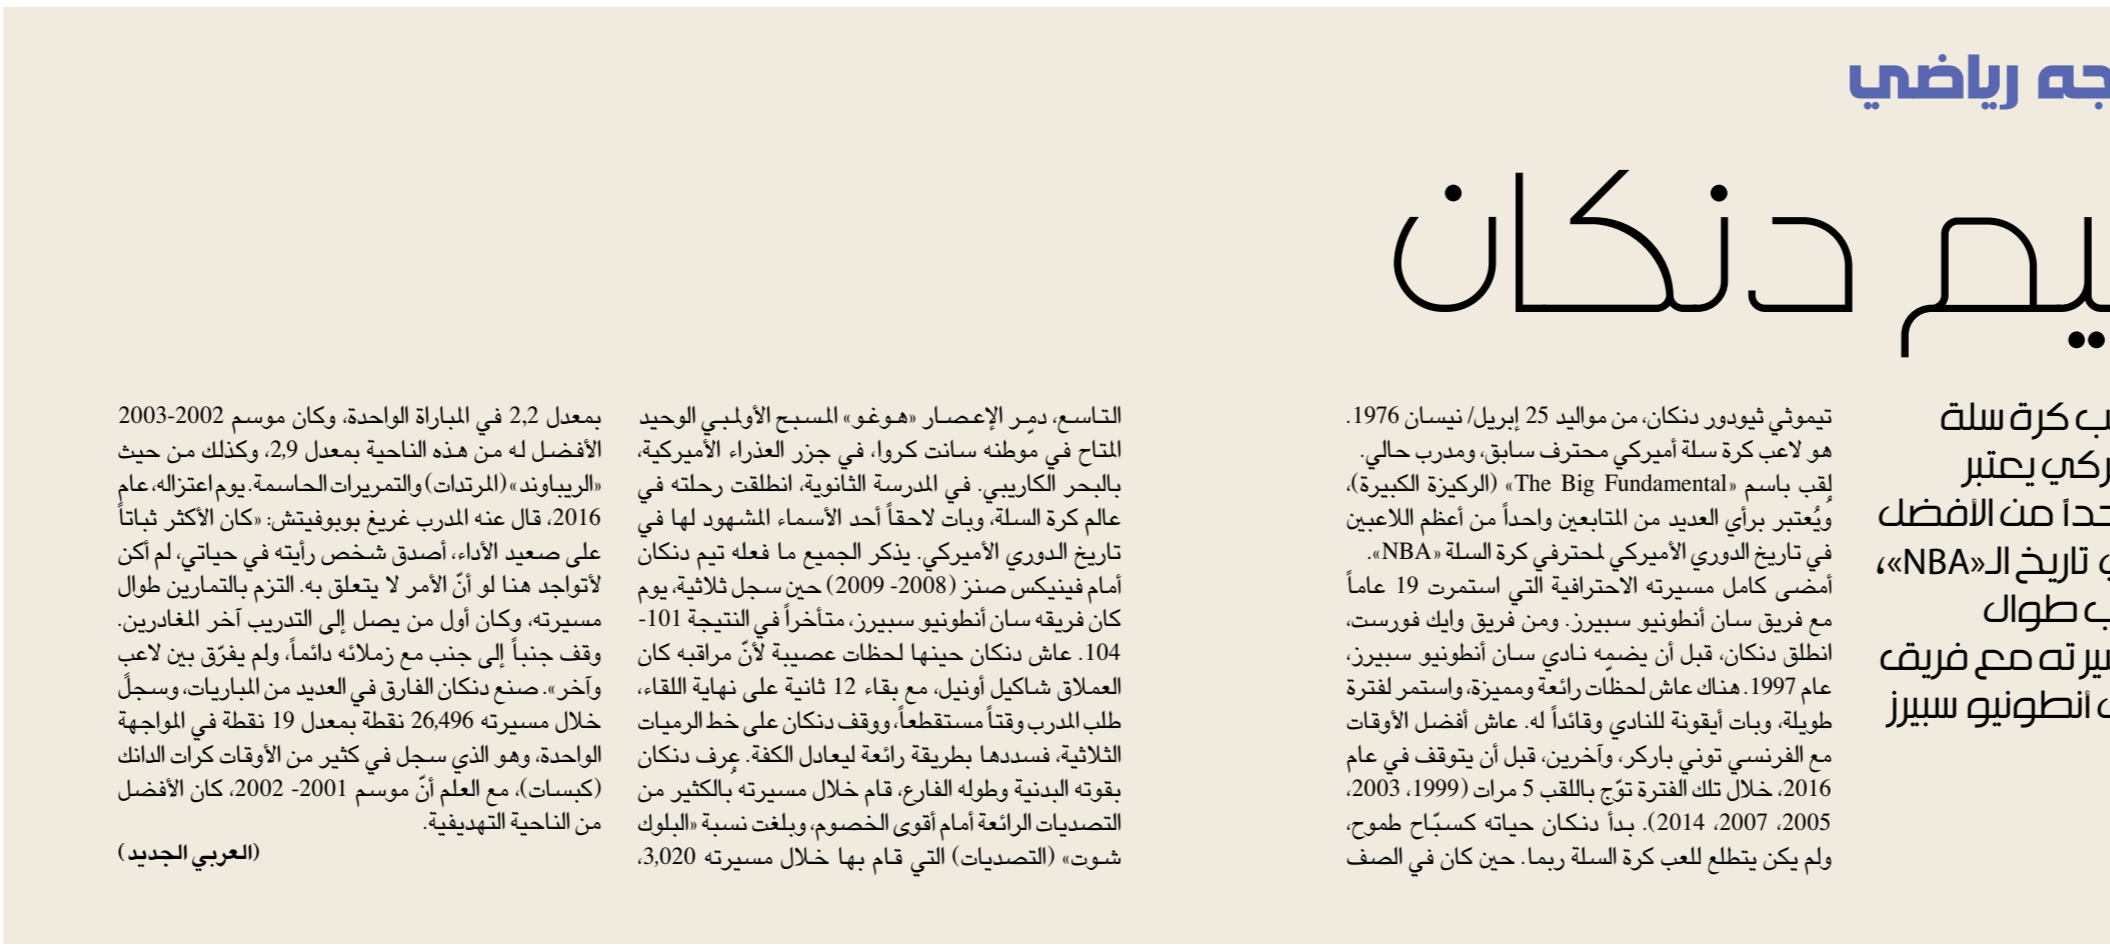 رياضي
دنكان
كرة سلة
يعتبر
من الأفضل
تاريخ الـ«NBA»،
طوال
مع فريق
أنطونيو سبيرز
تيموثي ثيودور دنكان، من مواليد 25 إبريل/ نيسان 1976.
هو لاعب كرة سلة أميركي محترف سابق، ومدرب حالي.
لقب باسم «The Big Fundamental» (الركيزة الكبيرة)،
ويُعتبر برأي العديد من المتابعين واحداً من أعظم اللاعبين
في تاريخ الدوري الأميركي لمحترفي كرة السلة «NBA».
أمضى كامل مسيرته الاحترافية التي استمرت 19 عاماً
مع فريق سان أنطونيو سبيرز. ومن فريق وايك فورست،
انطلق دنكان، قبل أن يضمّه نادي سان أنطونيو سبيرز،
عام 1997. هناك عاش لحظات رائعة ومميزة، واستمر لفترة
طويلة، وبات أيقونة للنادي وقائداً له. عاش أفضل الأوقات
مع الفرنسي توني باركر، وآخرين، قبل أن يتوقف في عام
2016، خلال تلك الفترة توّج باللقب 5 مرات (1999، 2003،
2005، 2007، 2014). بدأ دنكان حياته كسبّاح طموح،
ولم يكن يتطلع للعب كرة السلة ربما. حين كان في الصف
التاسع، دمّر الإعصار «هوغو» المسبح الأولمبي الوحيد
المتاح في موطنه سانت كروا، في جزر العذراء الأميركية،
بالبحر الكاريبي. في المدرسة الثانوية، انطلقت رحلته في
عالم كرة السلة، وبات لاحقاً أحد الأسماء المشهود لها في
تاريخ الدوري الأميركي. يذكر الجميع ما فعله تيم دنكان
أمام فينيكس صنز (2008- 2009) حين سجل ثلاثية، يوم
كان فريقه سان أنطونيو سبيرز، متأخراً في النتيجة 101-
104. عاش دنكان حينها لحظات عصيبة لأنّ مراقبه كان
العملاق شاكيل أونيل، مع بقاء 12 ثانية على نهاية اللقاء،
طلب المدرب وقتاً مستقطعاً، ووقف دنكان على خط الرميات
الثلاثية، فسددها بطريقة رائعة ليعادل الكفة. عُرف دنكان
بقوته البدنية وطوله الفارع، قام خلال مسيرته بالكثير من
التصديات الرائعة أمام أقوى الخصوم، وبلغت نسبة «البلوك
شوت» (التصديات) التي قام بها خلال مسيرته 3,020،
بمعدل 2,2 في المباراة الواحدة، وكان موسم 2002-2003
الأفضل له من هذه الناحية بمعدل 2,9، وكذلك من حيث
«الريباوند» (المرتدات) والتمريرات الحاسمة. يوم اعتزاله، عام
2016، قال عنه المدرب غريغ بوبوفيتش: «كان الأكثر ثباتاً
على صعيد الأداء، أصدق شخص رأيته في حياتي، لم أكن
لأتواجد هنا لو أنّ الأمر لا يتعلق به. التزم بالتمارين طوال
مسيرته، وكان أول من يصل إلى التدريب آخر المغادرين.
وقف جنباً إلى جنب مع زملائه دائماً، ولم يفرّق بين لاعب
وآخر». صنع دنكان الفارق في العديد من المباريات، وسجل
خلال مسيرته 26,496 نقطة بمعدل 19 نقطة في المواجهة
الواحدة، وهو الذي سجل في كثير من الأوقات كرات الدانك
(كبسات)، مع العلم أنّ موسم 2001- 2002، كان الأفضل
من الناحية التهديفية.
(العربي الجديد)